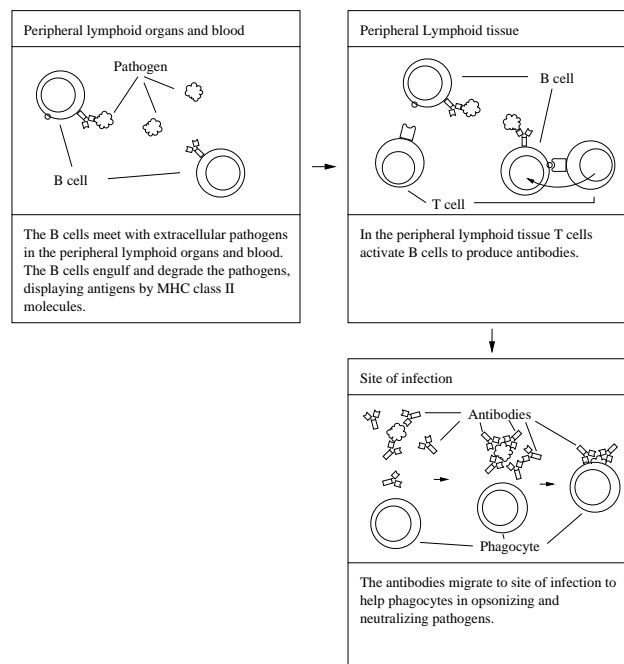 Peripheral lymphoid organs and blood
Pathogen
B cell
The B cells meet with extracellular pathogens
in the peripheral lymphoid organs and blood.
The B cells engulf and degrade the pathogens,
displaying antigens by MHC class II
molecules.
Peripheral Lymphoid tissue
B cell
T cell
In the peripheral lymphoid tissue T cells
activate B cells to produce antibodies.
Site of infection
Antibodies
Phagocyte
The antibodies migrate to site of infection to
help phagocytes in opsonizing and
neutralizing pathogens.